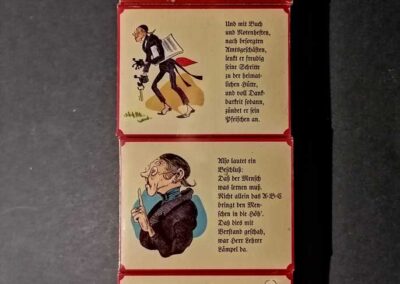 Und mit Buch
und Notenheften,
nach besorgten
Amtsgeschäften,
lenkt er freudig
seine Schritte
zu der heimat-
lichen Hütte,
und voll Dank-
barkeit sodann,
zündet er sein
Pfeifchen an.
Also lautet ein
Beschluß:
Daß der Mensch
was lernen muß.
Nicht allein das A-B-C
bringt den Men-
schen in die Höh'.
Daß dies mit
Verstand geschah,
war Herr Lehrer
Lämpel da.